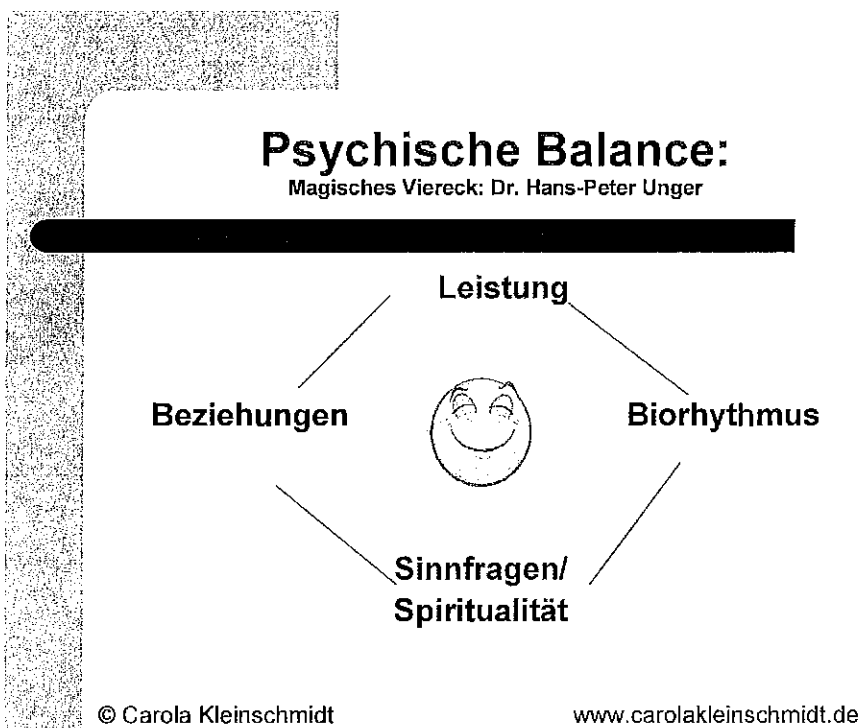 Psychische Balance:
Magisches Viereck: Dr. Hans-Peter Unger
Leistung
Beziehungen
Biorhythmus
Sinnfragen/
Spiritualität
© Carola Kleinschmidt
www.carolakleinschmidt.de